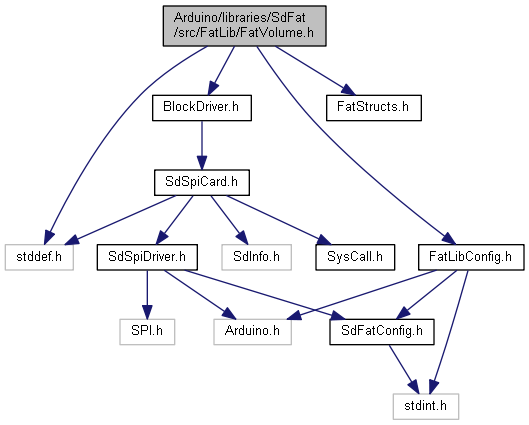 Arduino/libraries/SdFat
/src/FatLib/FatVolume.h
BlockDriver.h
FatStructs.h
SdSpiCard.h
stddef.h
SdSpiDriver.h
SdInfo.h
SysCall.h
FatLibConfig.h
SPI.h
Arduino.h
SdFatConfig.h
stdint.h